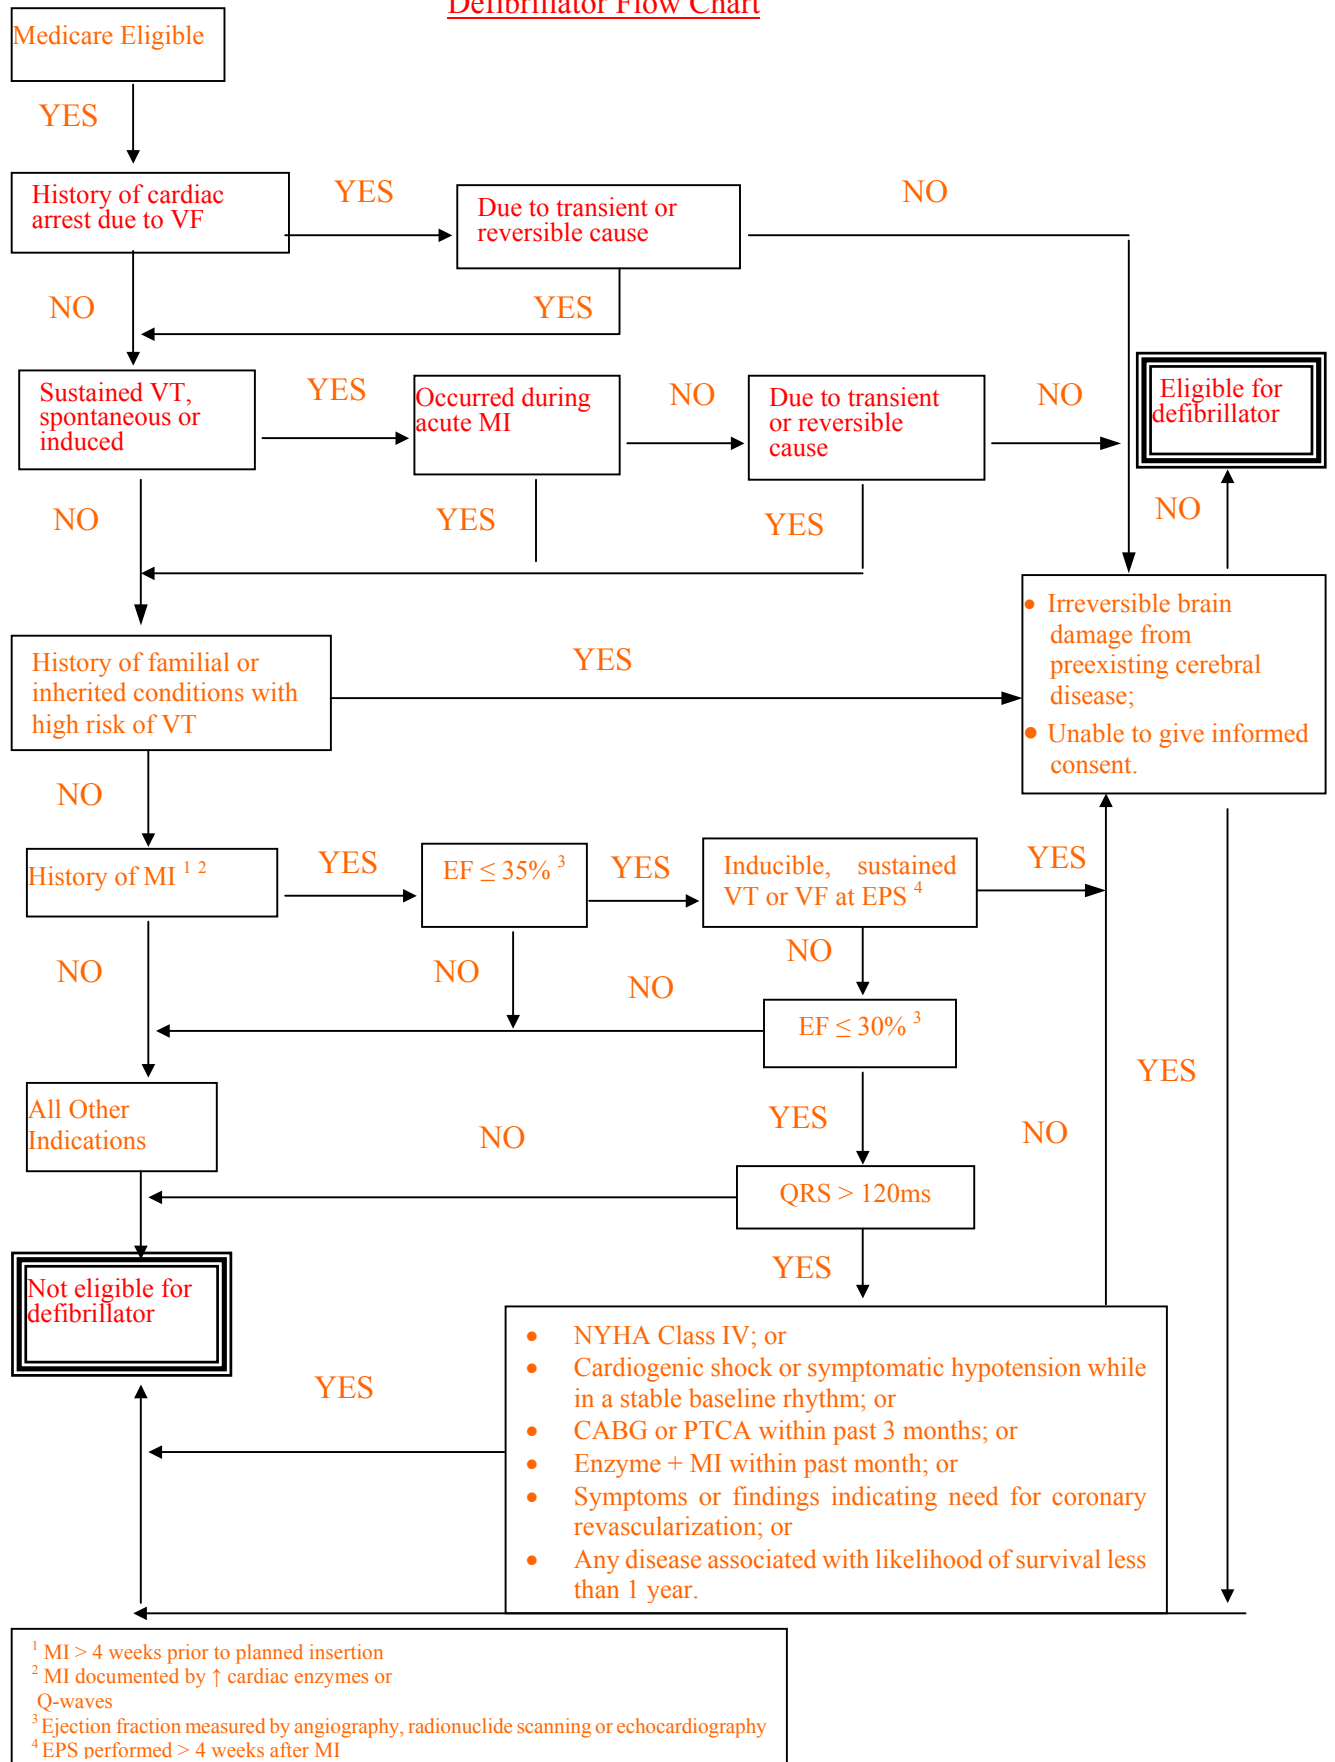 Defibrillator Flow Chart
Medicare Eligible
YES
History of cardiac
arrest due to VF
YES
Due to transient or
reversible cause
NO
NO
YES
Sustained VT,
spontaneous or
induced
YES
Occurred during
acute MI
NO
Due to transient
or reversible
cause
NO
Eligible for
defibrillator
NO
YES
YES
NO
• Irreversible brain
damage from
preexisting cerebral
disease;
• Unable to give informed
consent.
History of familial or
inherited conditions with
high risk of VT
YES
NO
History of MI ¹ ²
YES
EF ≤ 35% ³
YES
Inducible, sustained
VT or VF at EPS ⁴
YES
NO
NO
NO
NO
EF ≤ 30% ³
YES
All Other
Indications
NO
YES
NO
QRS > 120ms
YES
Not eligible for
defibrillator
YES
• NYHA Class IV; or
• Cardiogenic shock or symptomatic hypotension while
in a stable baseline rhythm; or
• CABG or PTCA within past 3 months; or
• Enzyme + MI within past month; or
• Symptoms or findings indicating need for coronary
revascularization; or
• Any disease associated with likelihood of survival less
than 1 year.
¹ MI > 4 weeks prior to planned insertion
² MI documented by ↑ cardiac enzymes or
Q-waves
³ Ejection fraction measured by angiography, radionuclide scanning or echocardiography
⁴ EPS performed > 4 weeks after MI